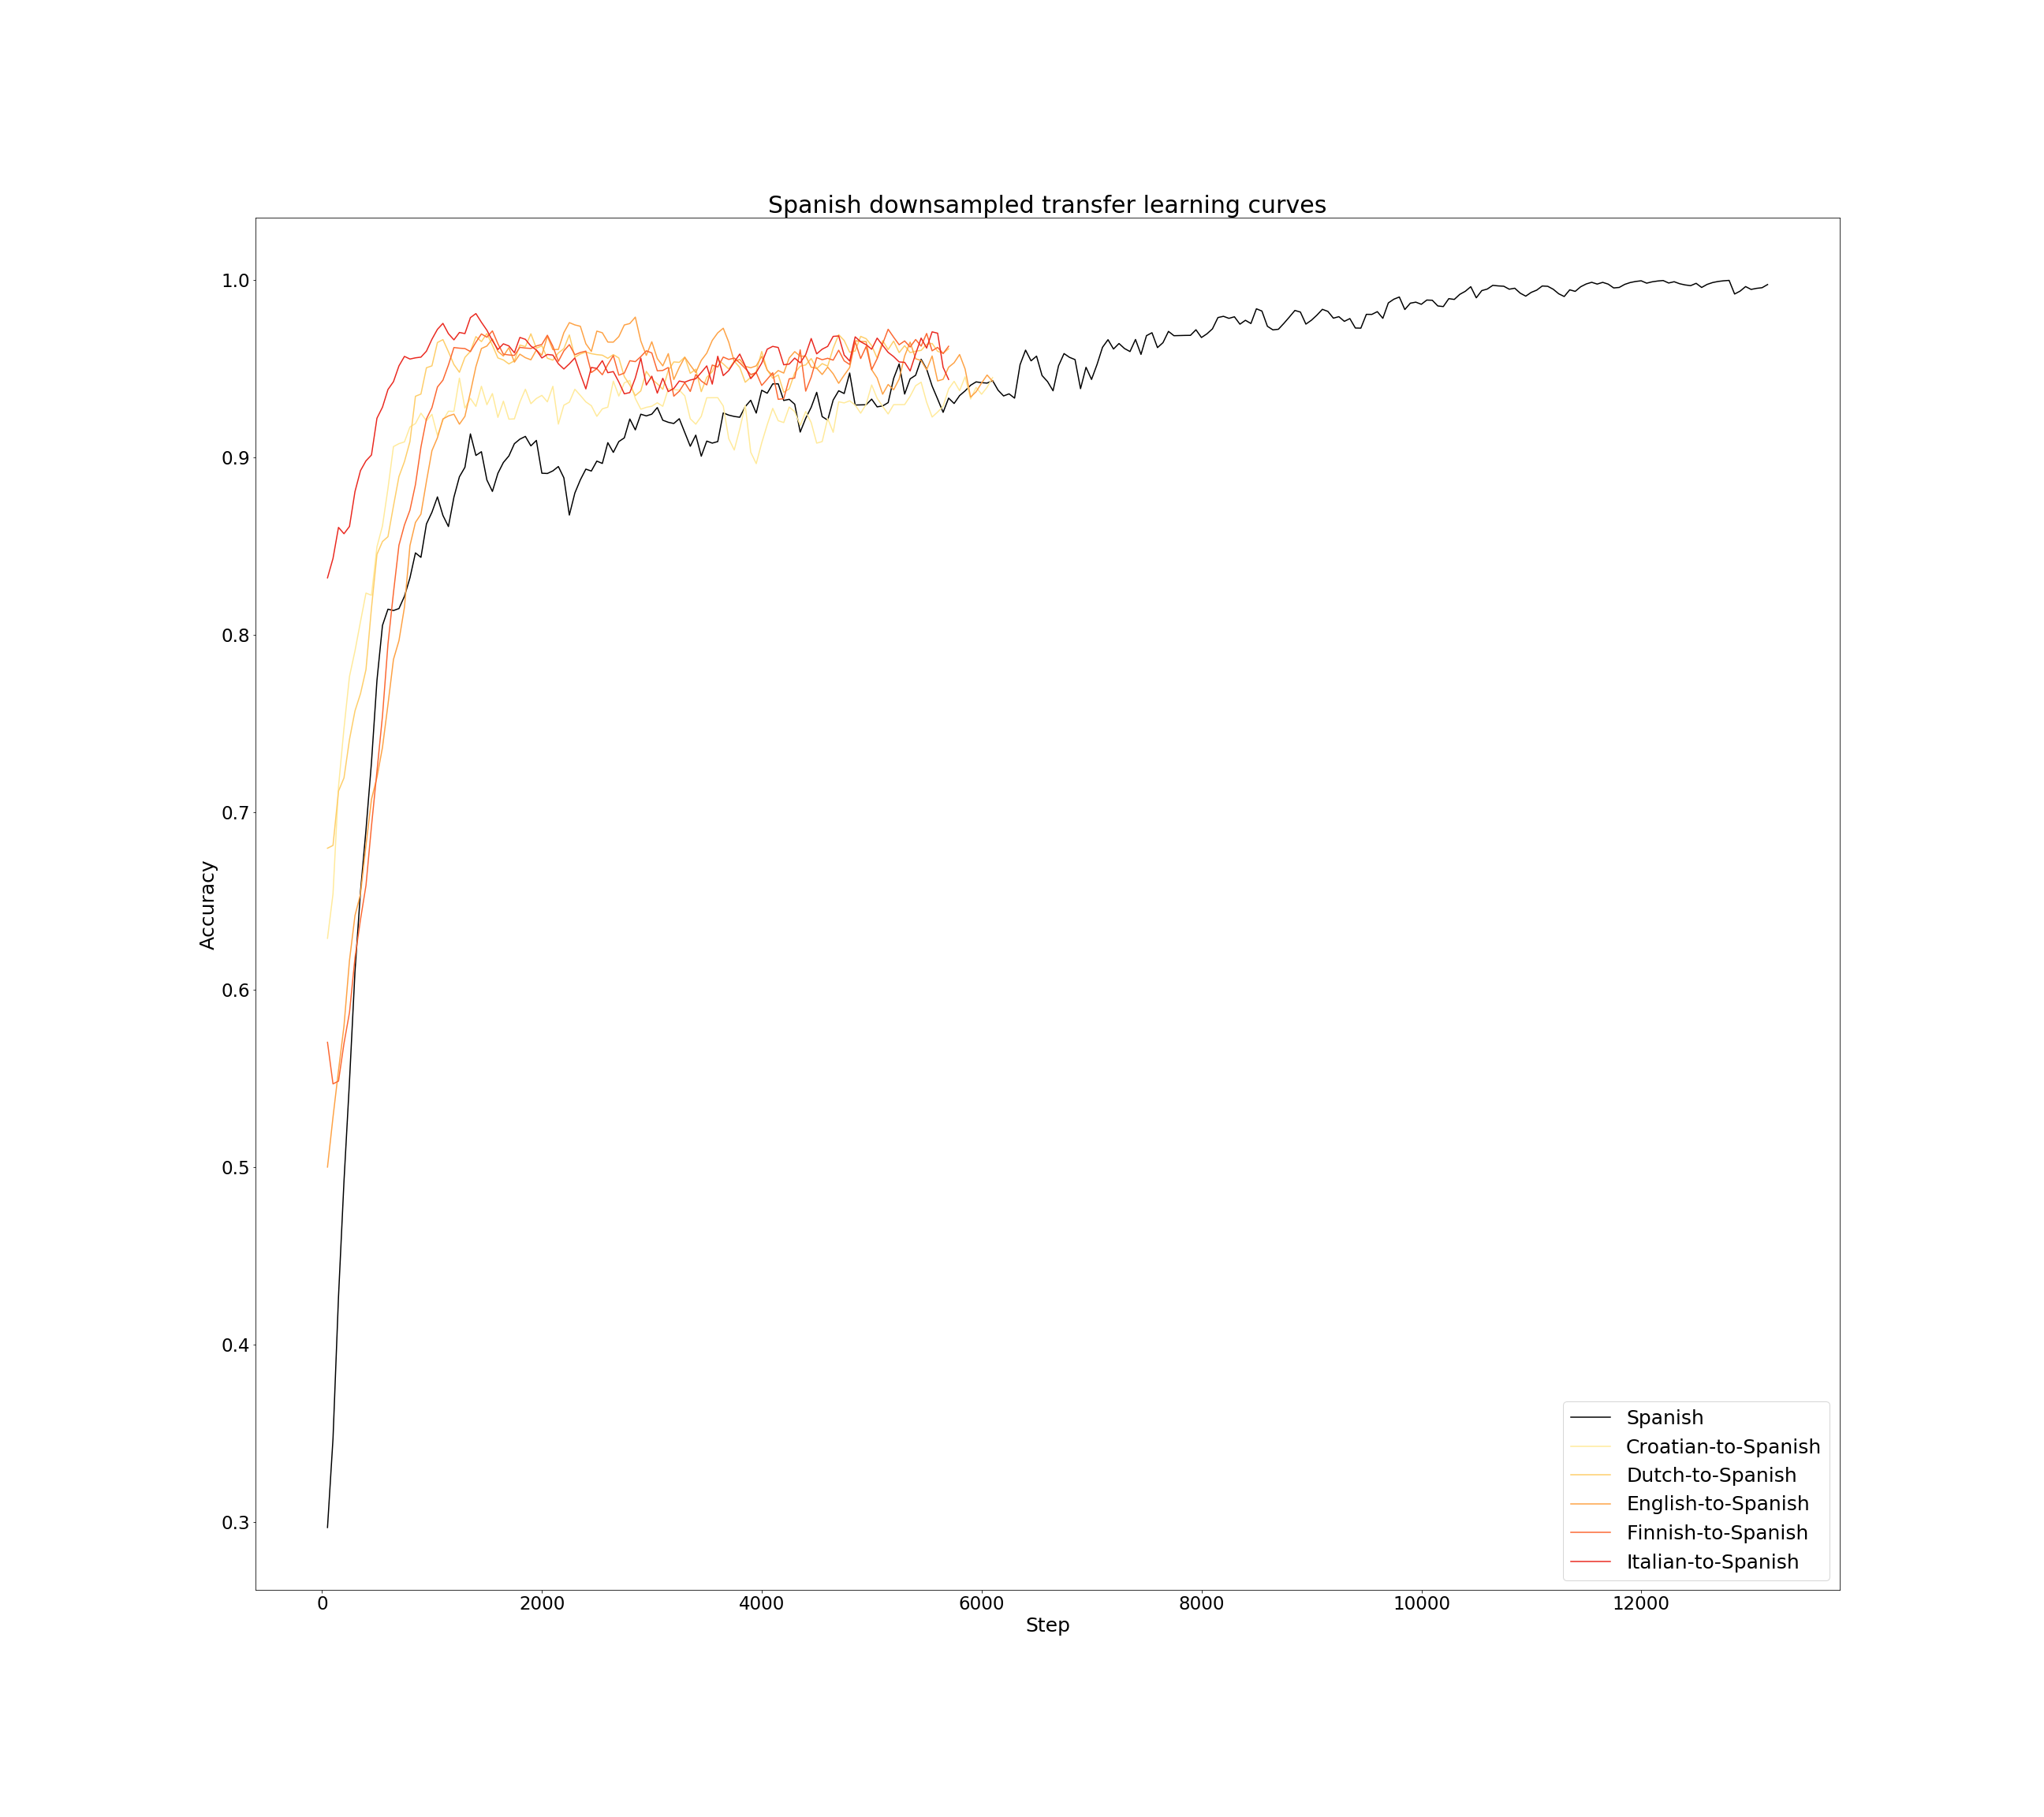 Spanish downsampled transfer learning curves
1.0
0.9
0.8
0.7
0.6
0.5
0.4
0.3
Accuracy
0
2000
4000
6000
8000
10000
12000
Step
Spanish
Croatian-to-Spanish
Dutch-to-Spanish
English-to-Spanish
Finnish-to-Spanish
Italian-to-Spanish